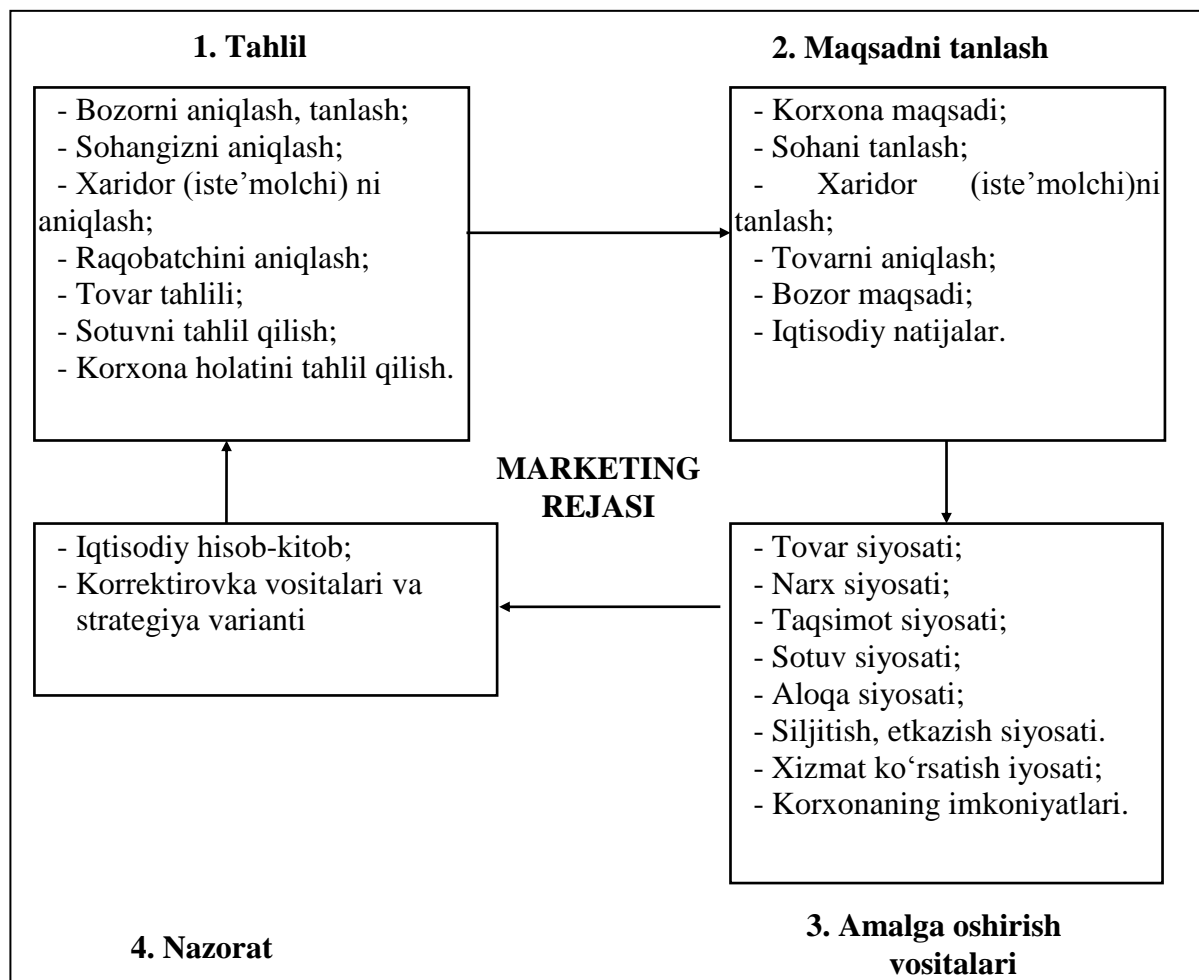 1. Tahlil
- Bozorni aniqlash, tanlash;
- Sohangizni aniqlash;
- Xaridor (iste’molchi) ni
aniqlash;
- Raqobatchini aniqlash;
- Tovar tahlili;
- Sotuvni tahlil qilish;
- Korxona holatini tahlil qilish.
2. Maqsadni tanlash
- Korxona maqsadi;
- Sohani tanlash;
- Xaridor (iste’molchi)ni
tanlash;
- Tovarni aniqlash;
- Bozor maqsadi;
- Iqtisodiy natijalar.
MARKETING
REJASI
- Iqtisodiy hisob-kitob;
- Korrektirovka vositalari va
strategiya varianti
4. Nazorat
- Tovar siyosati;
- Narx siyosati;
- Taqsimot siyosati;
- Sotuv siyosati;
- Aloqa siyosati;
- Siljitish, etkazish siyosati.
- Xizmat ko‘rsatish iyosati;
- Korxonaning imkoniyatlari.
3. Amalga oshirish
vositalari